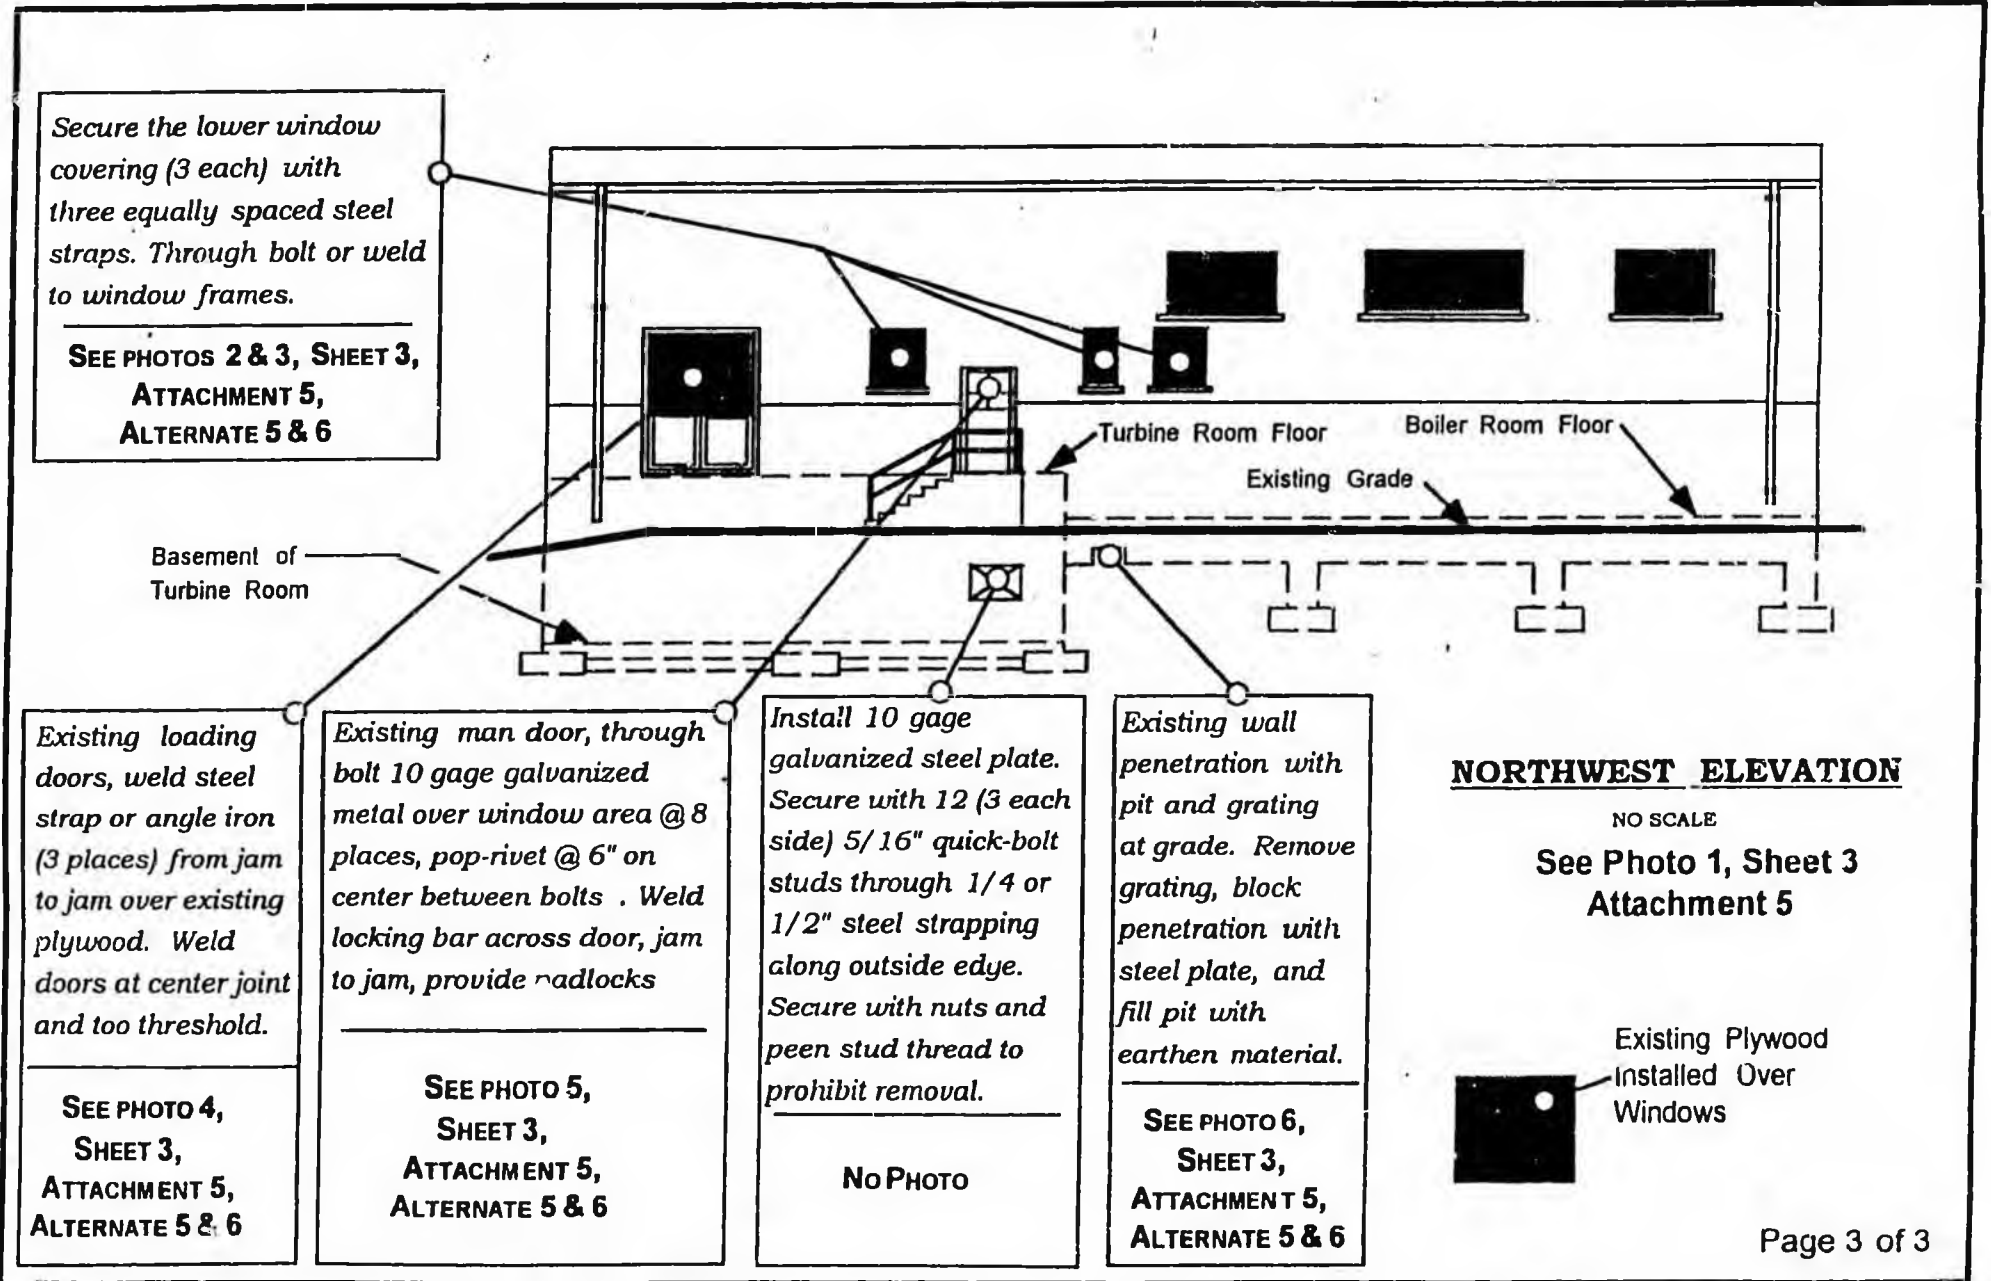 Secure the lower window
covering (3 each) with
three equally spaced steel
straps. Through bolt or weld
to window frames.
SEE PHOTOS 2 & 3, SHEET 3,
ATTACHMENT 5,
ALTERNATE 5 & 6
Turbine Room Floor
Boiler Room Floor
Existing Grade
Basement of
Turbine Room
Existing loading
doors, weld steel
strap or angle iron
(3 places) from jam
to jam over existing
plywood. Weld
doors at center joint
and too threshold.
SEE PHOTO 4,
SHEET 3,
ATTACHMENT 5,
ALTERNATE 5 & 6
Existing man door, through
bolt 10 gage galvanized
metal over window area @ 8
places, pop-rivet @ 6" on
center between bolts . Weld
locking bar across door, jam
to jam, provide padlocks
SEE PHOTO 5,
SHEET 3,
ATTACHMENT 5,
ALTERNATE 5 & 6
Install 10 gage
galvanized steel plate.
Secure with 12 (3 each
side) 5/16" quick-bolt
studs through 1/4 or
1/2" steel strapping
along outside edge.
Secure with nuts and
peen stud thread to
prohibit removal.
NO PHOTO
Existing wall
penetration with
pit and grating
at grade. Remove
grating, block
penetration with
steel plate, and
fill pit with
earthen material.
SEE PHOTO 6,
SHEET 3,
ATTACHMENT 5,
ALTERNATE 5 & 6
NORTHWEST ELEVATION
NO SCALE
See Photo 1, Sheet 3
Attachment 5
Existing Plywood
Installed Over
Windows
Page 3 of 3